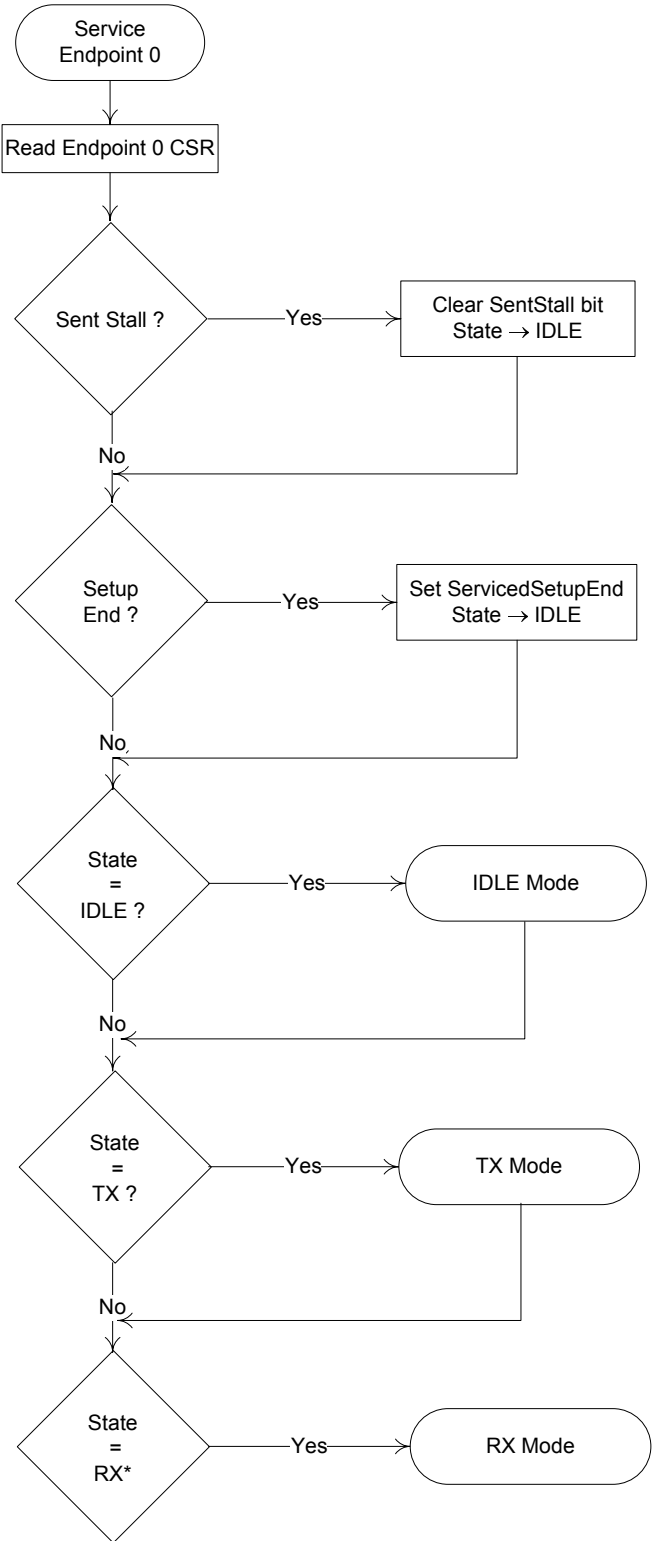 Service
Endpoint 0
Read Endpoint 0 CSR
Sent Stall ?
Yes
Clear SentStall bit
State → IDLE
No
Setup
End ?
Yes
Set ServicedSetupEnd
State → IDLE
No
State
=
IDLE ?
Yes
IDLE Mode
No
State
=
TX ?
Yes
TX Mode
No
State
=
RX*
Yes
RX Mode